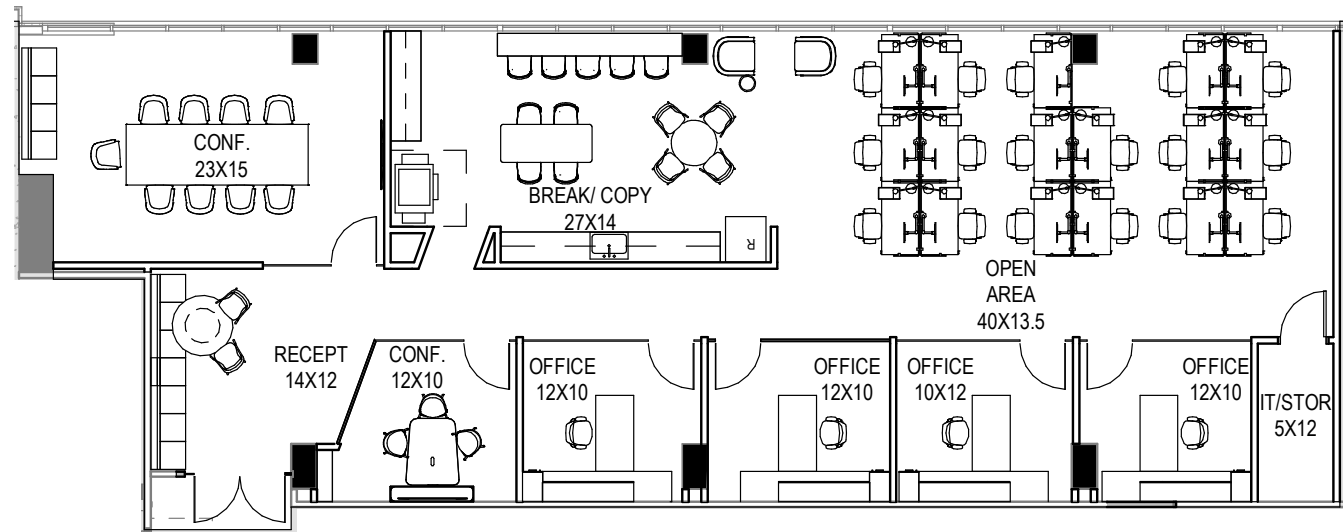 CONF.
23X15
BREAK/ COPY
27X14
R
OPEN
AREA
40X13.5
RECEPT
14X12
CONF.
12X10
OFFICE
12X10
OFFICE
12X10
OFFICE
10X12
OFFICE
12X10
IT/STOR
5X12